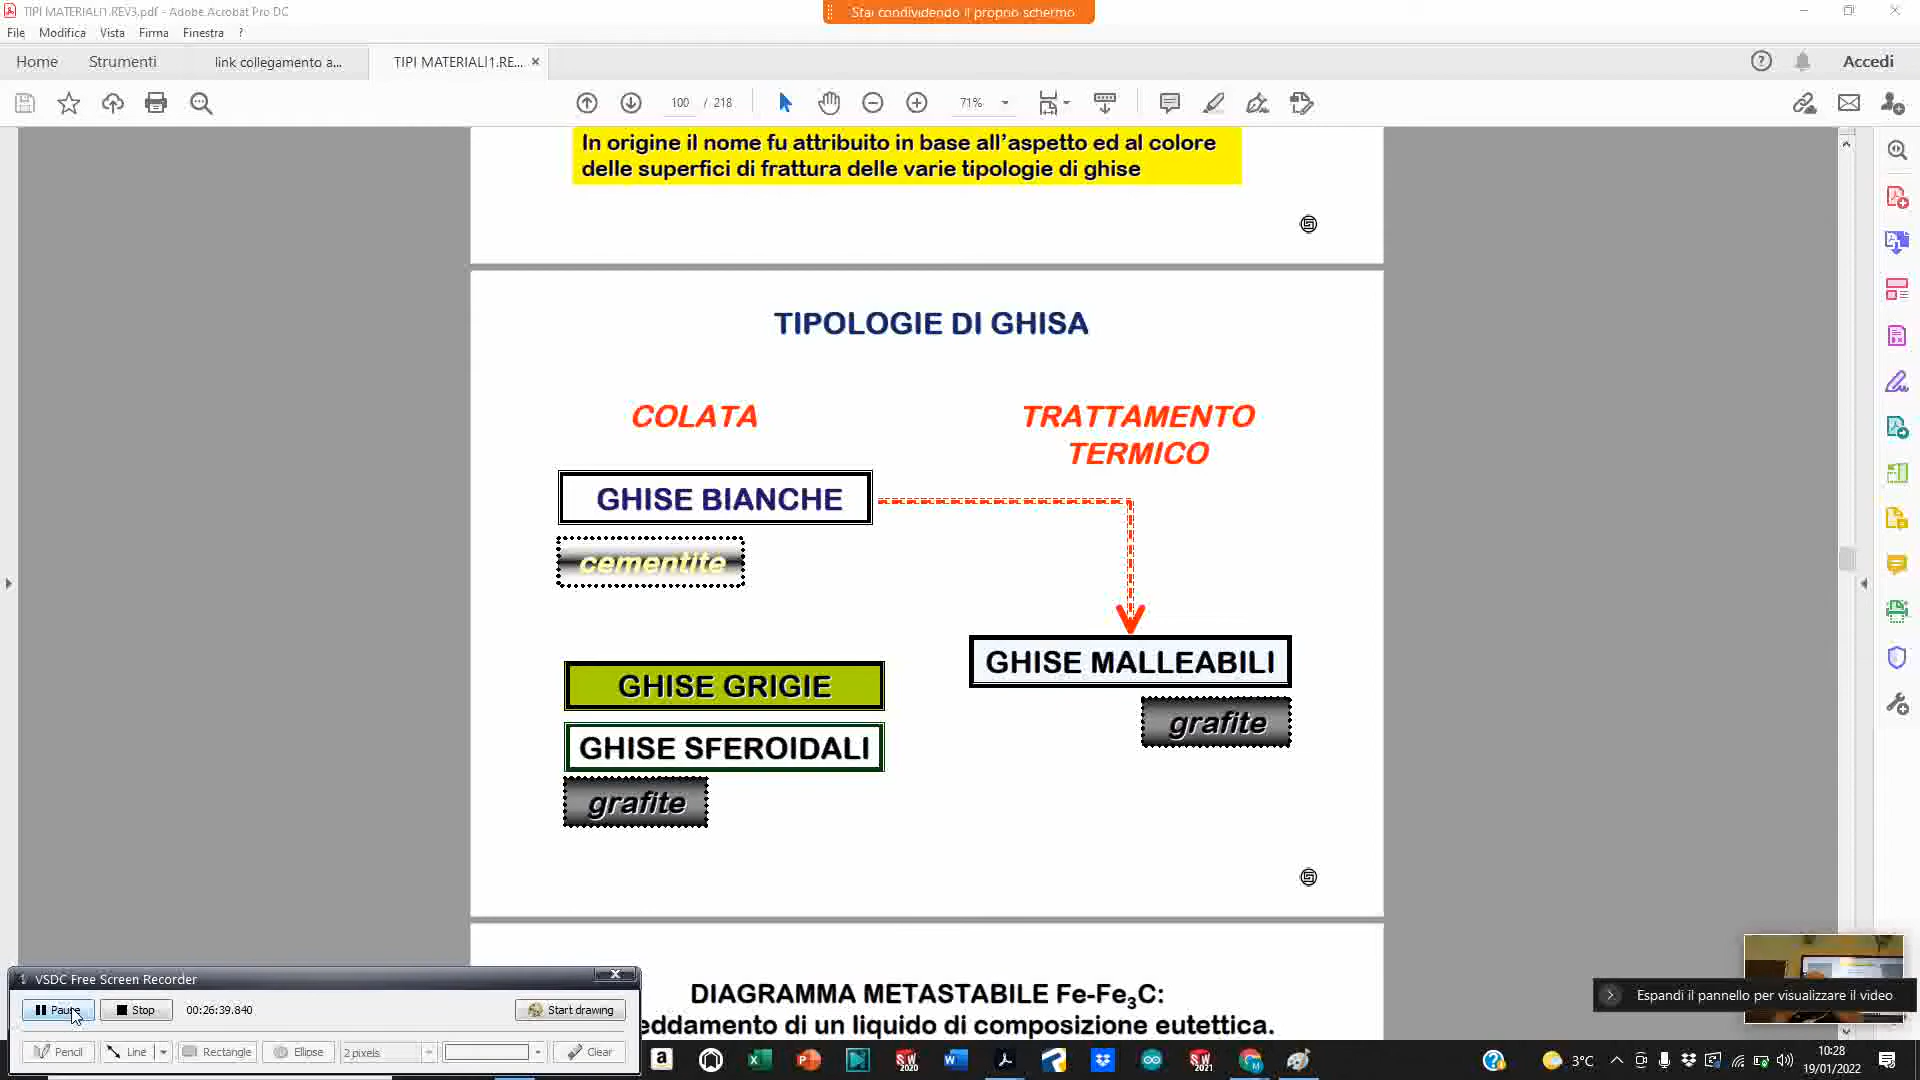 TIPI MATERIALI1.REV3.pdf - Adobe Acrobat Pro DC
Stai condividendo il proprio schermo
File Modifica Vista Firma Finestra ?
Home Strumenti link collegamento a... TIPI MATERIALI1.RE... × Accedi
100 / 218 71%
In origine il nome fu attribuito in base all’aspetto ed al colore
delle superfici di frattura delle varie tipologie di ghise
TIPOLOGIE DI GHISA
COLATA
TRATTAMENTO
TERMICO
GHISE BIANCHE
cementite
GHISE MALLEABILI
grafite
GHISE GRIGIE
GHISE SFEROIDALI
grafite
DIAGRAMMA METASTABILE Fe-Fe₃C:
eddamento di un liquido di composizione eutettica.
VSDC Free Screen Recorder
Pause Stop 00:26:39.840 Start drawing
Pencil Line Rectangle Ellipse 2 pixels Clear
Espandi il pannello per visualizzare il video
2020
2021
3°C
10:28
19/01/2022